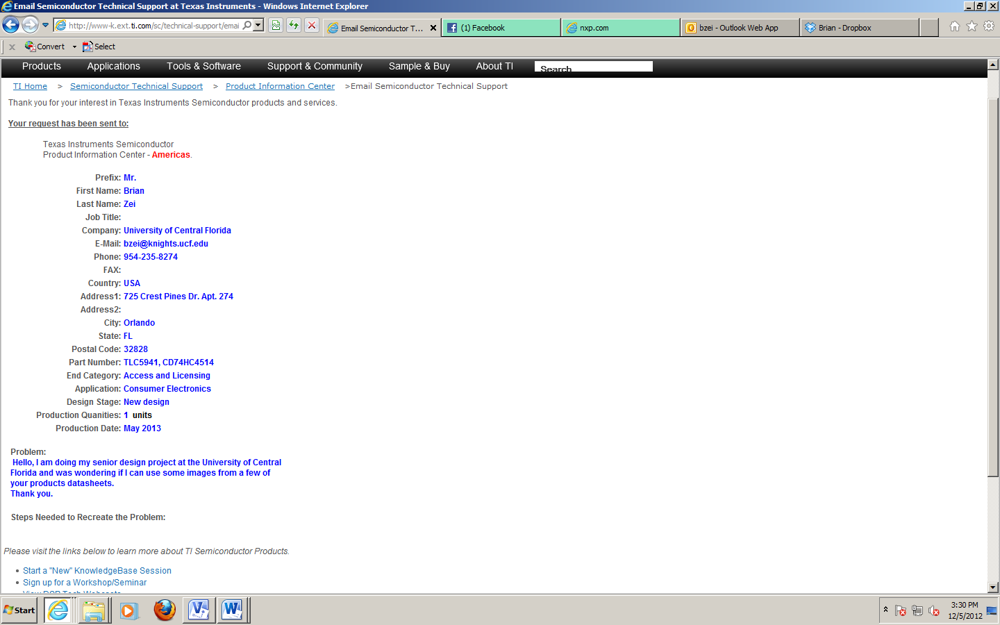 Email Semiconductor Technical Support at Texas Instruments - Windows Internet Explorer
http://www-k.ext.ti.com/sc/technical-support/emai
Email Semiconductor T...
(1) Facebook
nxp.com
bzei - Outlook Web App
Brian - Dropbox
x Convert Select
Products Applications Tools & Software Support & Community Sample & Buy About TI Search
TI Home > Semiconductor Technical Support > Product Information Center >Email Semiconductor Technical Support
Thank you for your interest in Texas Instruments Semiconductor products and services.
Your request has been sent to:
Texas Instruments Semiconductor
Product Information Center - Americas.
Prefix: Mr.
First Name: Brian
Last Name: Zei
Job Title:
Company: University of Central Florida
E-Mail: bzei@knights.ucf.edu
Phone: 954-235-8274
FAX:
Country: USA
Address1: 725 Crest Pines Dr. Apt. 274
Address2:
City: Orlando
State: FL
Postal Code: 32828
Part Number: TLC5941, CD74HC4514
End Category: Access and Licensing
Application: Consumer Electronics
Design Stage: New design
Production Quanities: 1 units
Production Date: May 2013
Problem:
Hello, I am doing my senior design project at the University of Central
Florida and was wondering if I can use some images from a few of
your products datasheets.
Thank you.
Steps Needed to Recreate the Problem:
Please visit the links below to learn more about TI Semiconductor Products.
• Start a "New" KnowledgeBase Session
• Sign up for a Workshop/Seminar
Start
3:30 PM
12/5/2012